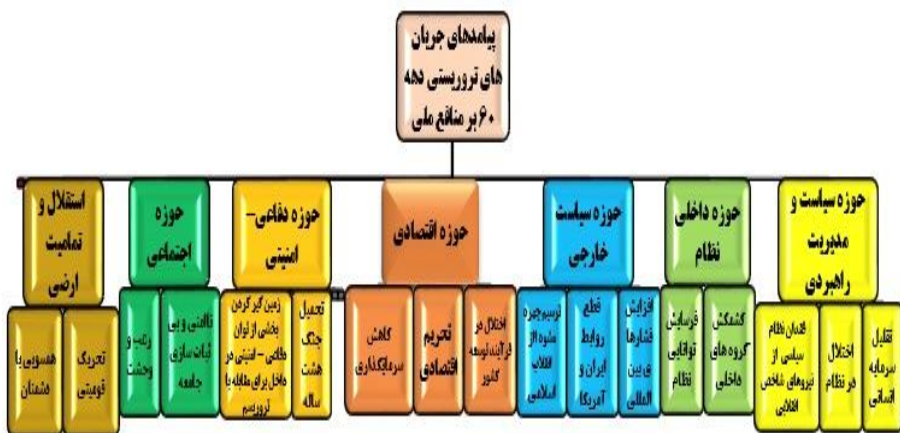 پیامدهای جریان
های تروریستی دهه
۶۰ بر منافع ملی
حوزه سیاست و
مدیریت
راهبردی
حوزه داخلی
نظام
حوزه سیاست
خارجی
حوزه اقتصادی
حوزه دفاعی–
امنیتی
حوزه
اجتماعی
استقلال و
تمامیت
ارضی
تقلیل
سرمایه
انسانی
اختلال
در نظام
فقدان نظام
سیاسی از
نیروهای شاخص
انقلابی
کشمکش
گروه های
داخلی
فرسایش
توانایی
نظام
افزایش
فشارها
ی بین
المللی
قطع
روابط
ایران و
آمریکا
ترسیم چهره
مشوه از
انقلاب
اسلامی
اختلال در
فرآیند توسعه
کشور
تحریم
اقتصادی
کاهش
سرمایگذاری
تحمیل
جنگ
هشت
ساله
زمین گیر کردن
بخشی از توان
دفاعی – امنیتی در
داخل برای مقابله با
تروریسم
ناامنی و بی
ثبات سازی
جامعه
رعب و
وحشت
تحریک
قومیتی
همسویی با
دشمنان